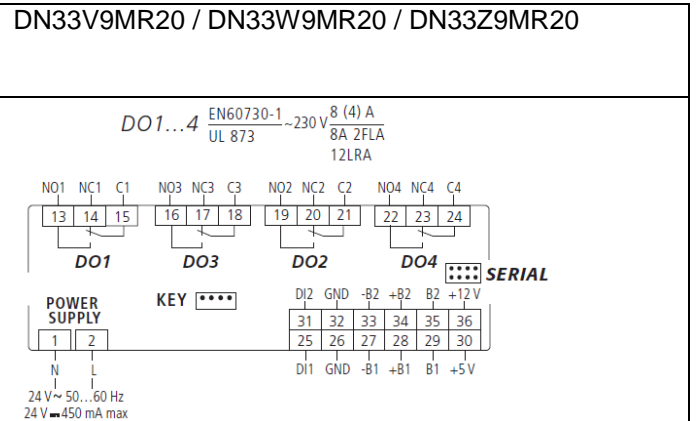 DN33V9MR20 / DN33W9MR20 / DN33Z9MR20
DO1...4 EN60730-1 ~230 V 8 (4) A
UL 873 8A 2FLA
12LRA
NO1 NC1 C1 NO3 NC3 C3 NO2 NC2 C2 NO4 NC4 C4
13 14 15 16 17 18 19 20 21 22 23 24
DO1 DO3 DO2 DO4
SERIAL
KEY
POWER
SUPPLY
DI2 GND -B2 +B2 B2 +12 V
31 32 33 34 35 36
1 2 25 26 27 28 29 30
N L DI1 GND -B1 +B1 B1 +5 V
24 V~ 50...60 Hz
24 V 450 mA max